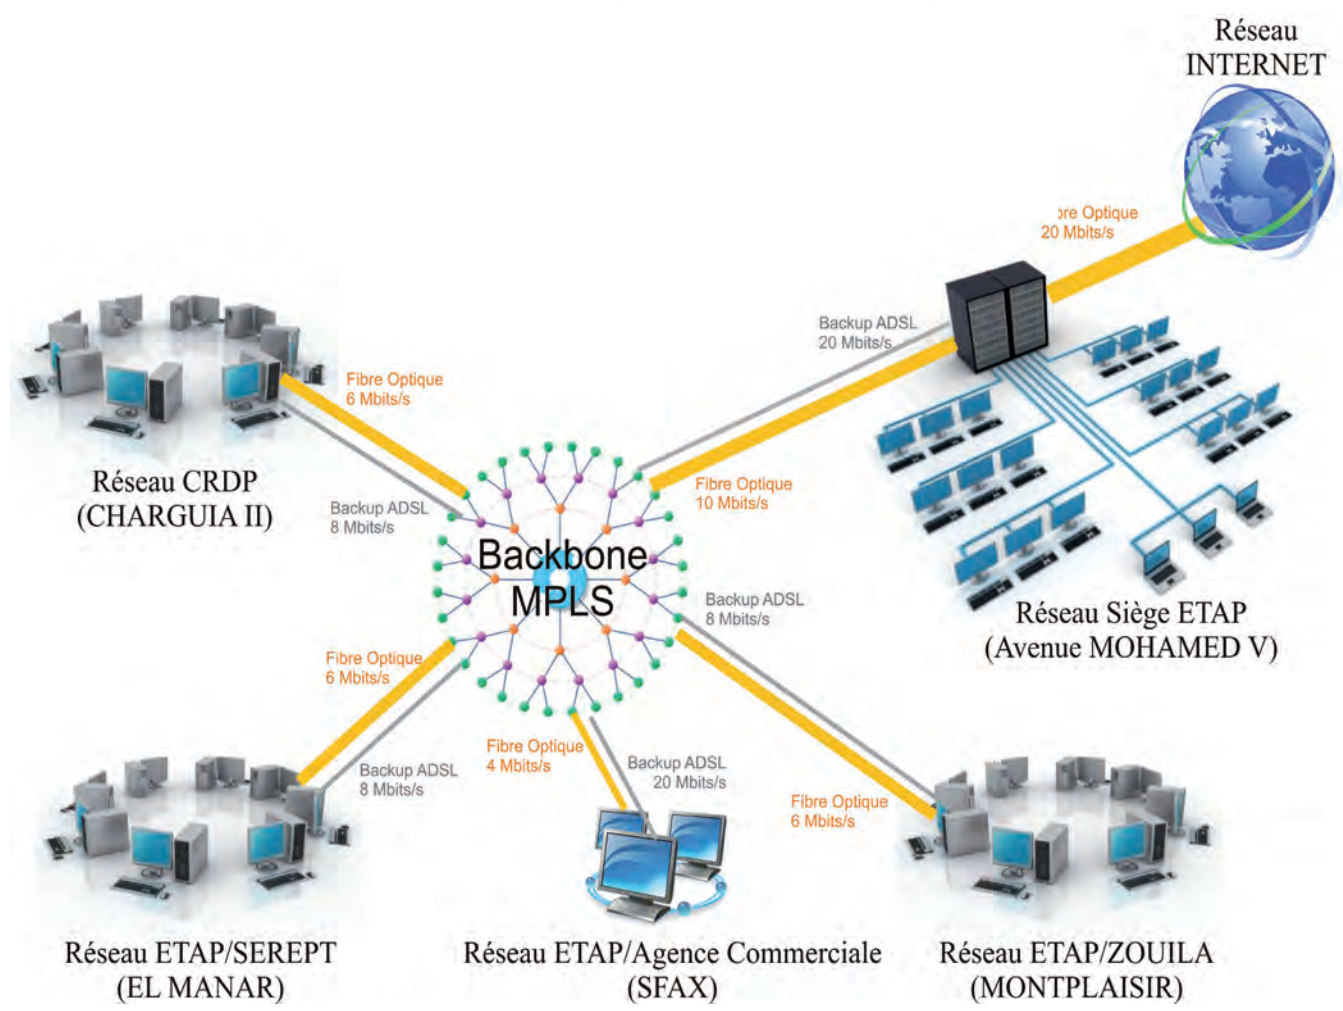 Réseau
INTERNET
bre Optique
20 Mbits/s
Backup ADSL
20 Mbits/s
Fibre Optique
6 Mbits/s
Réseau CRDP
(CHARGUIA II)
Backup ADSL
8 Mbits/s
Fibre Optique
10 Mbits/s
Backbone
MPLS
Backup ADSL
8 Mbits/s
Réseau Siège ETAP
(Avenue MOHAMED V)
Fibre Optique
6 Mbits/s
Backup ADSL
8 Mbits/s
Fibre Optique
4 Mbits/s
Backup ADSL
20 Mbits/s
Fibre Optique
6 Mbits/s
Réseau ETAP/SEREPT
(EL MANAR)
Réseau ETAP/Agence Commerciale
(SFAX)
Réseau ETAP/ZOUILA
(MONTPLAISIR)